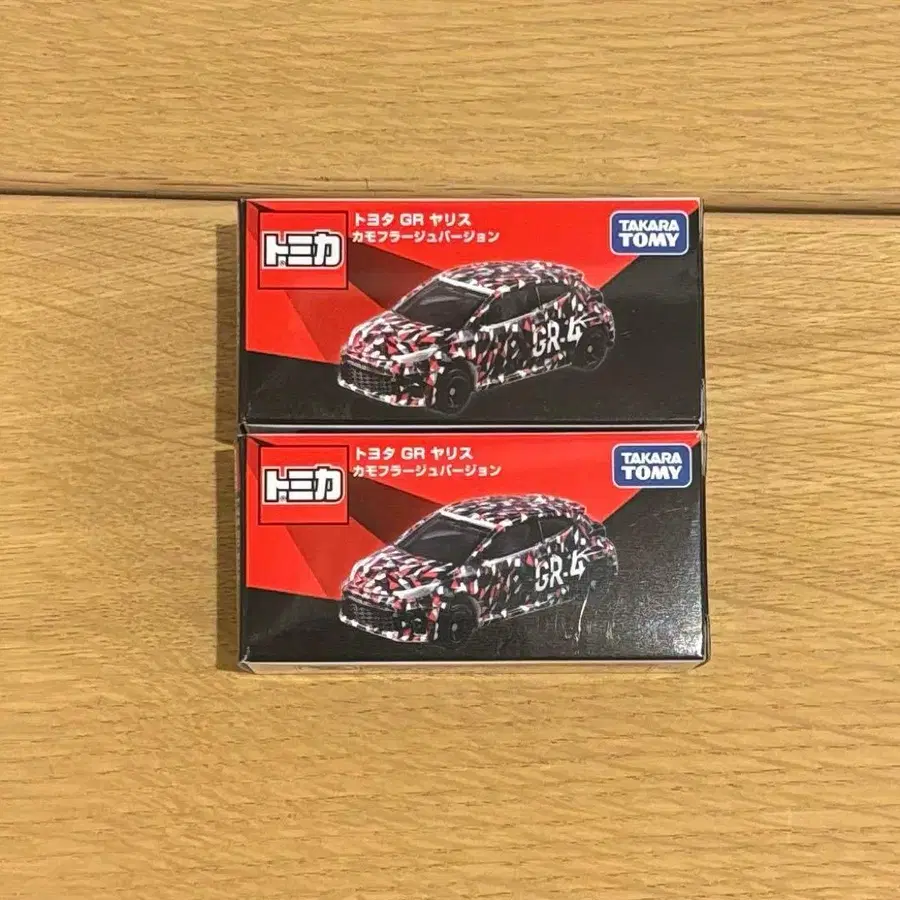 トミカ
トヨタ GR ヤリス
カモフラージュバージョン
TAKARA
TOMY
GR-4
トミカ
トヨタ GR ヤリス
カモフラージュバージョン
TAKARA
TOMY
GR-4